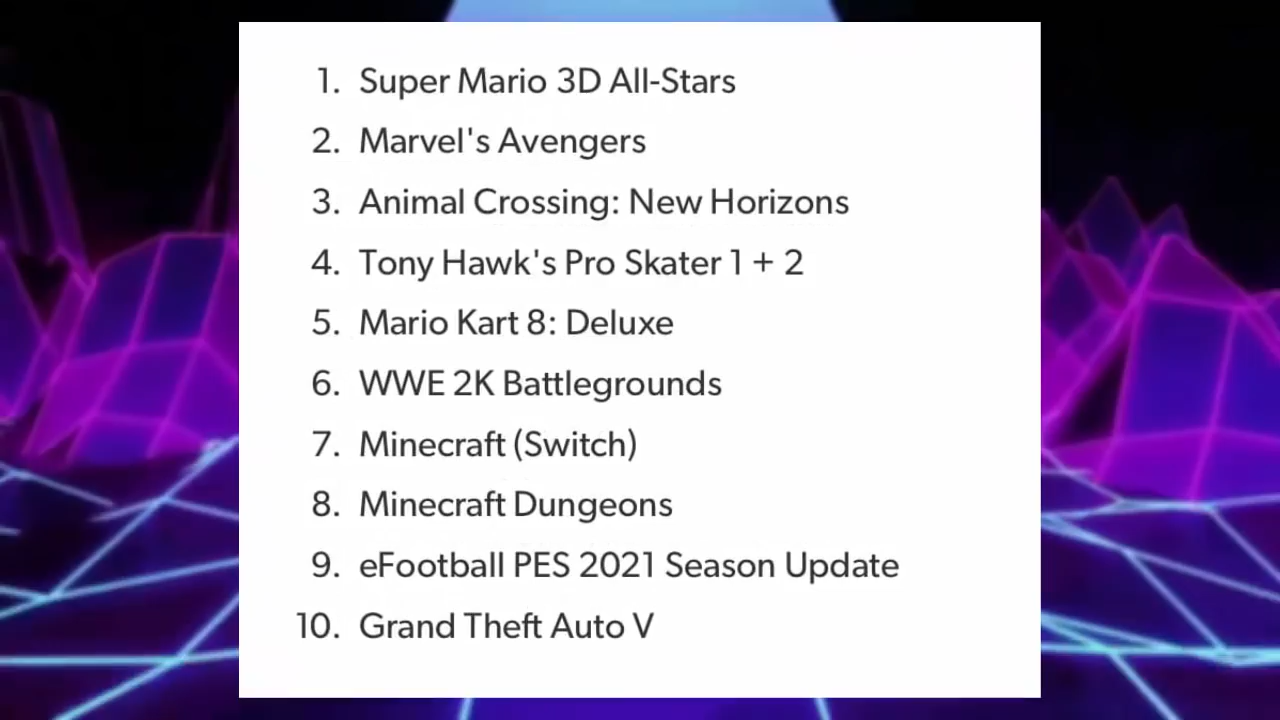 1. Super Mario 3D All-Stars
2. Marvel's Avengers
3. Animal Crossing: New Horizons
4. Tony Hawk's Pro Skater 1 + 2
5. Mario Kart 8: Deluxe
6. WWE 2K Battlegrounds
7. Minecraft (Switch)
8. Minecraft Dungeons
9. eFootball PES 2021 Season Update
10. Grand Theft Auto V